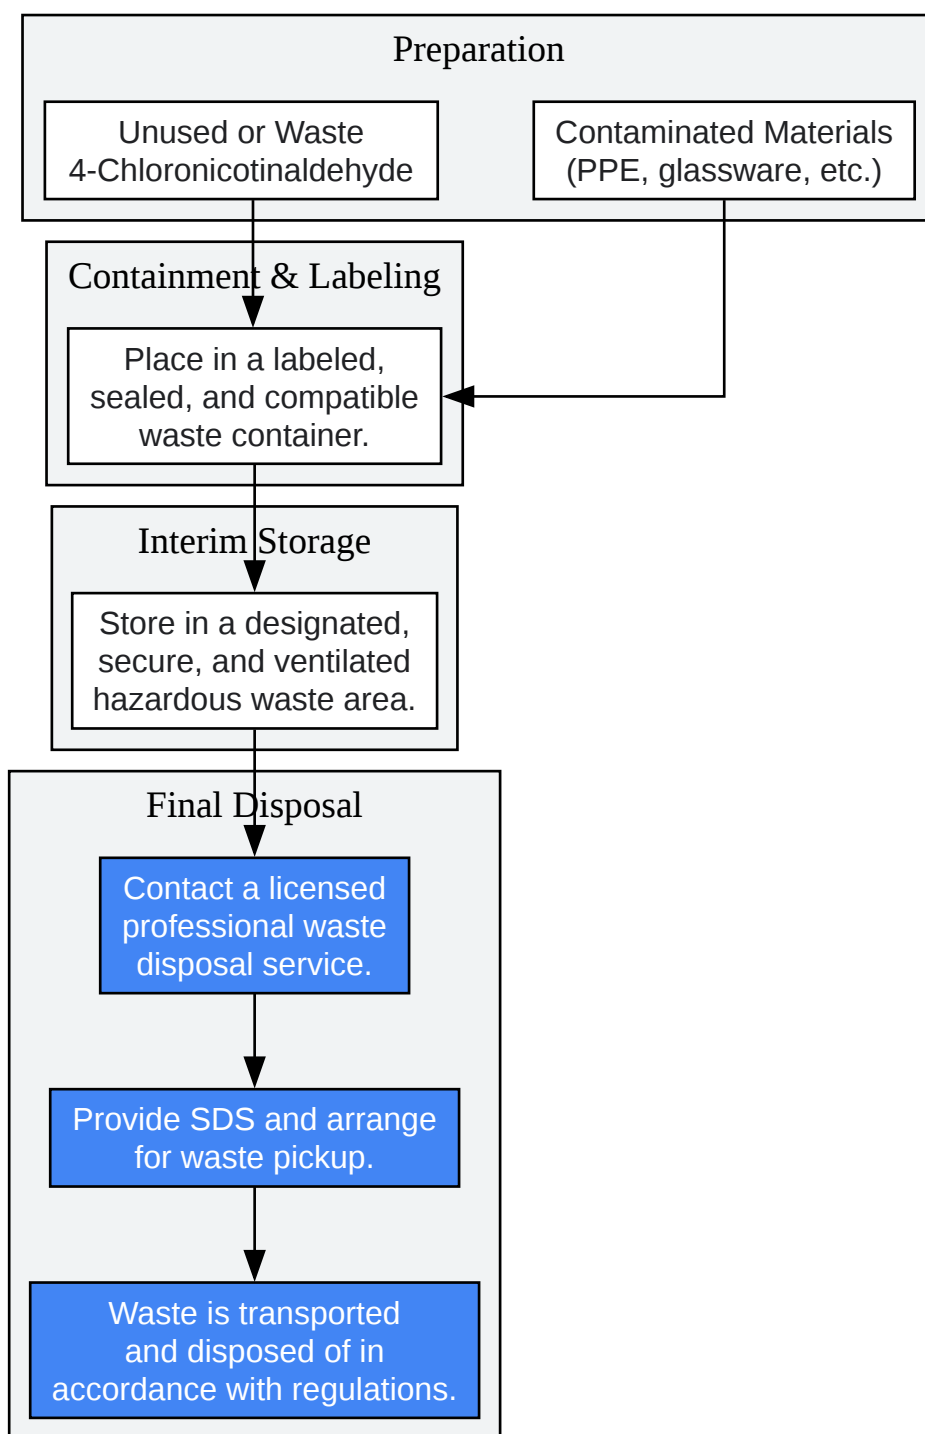 Preparation
Unused or Waste
4-Chloronicotinaldehyde
Contaminated Materials
(PPE, glassware, etc.)
Containment & Labeling
Place in a labeled,
sealed, and compatible
waste container.
Interim Storage
Store in a designated,
secure, and ventilated
hazardous waste area.
Final Disposal
Contact a licensed
professional waste
disposal service.
Provide SDS and arrange
for waste pickup.
Waste is transported
and disposed of in
accordance with regulations.